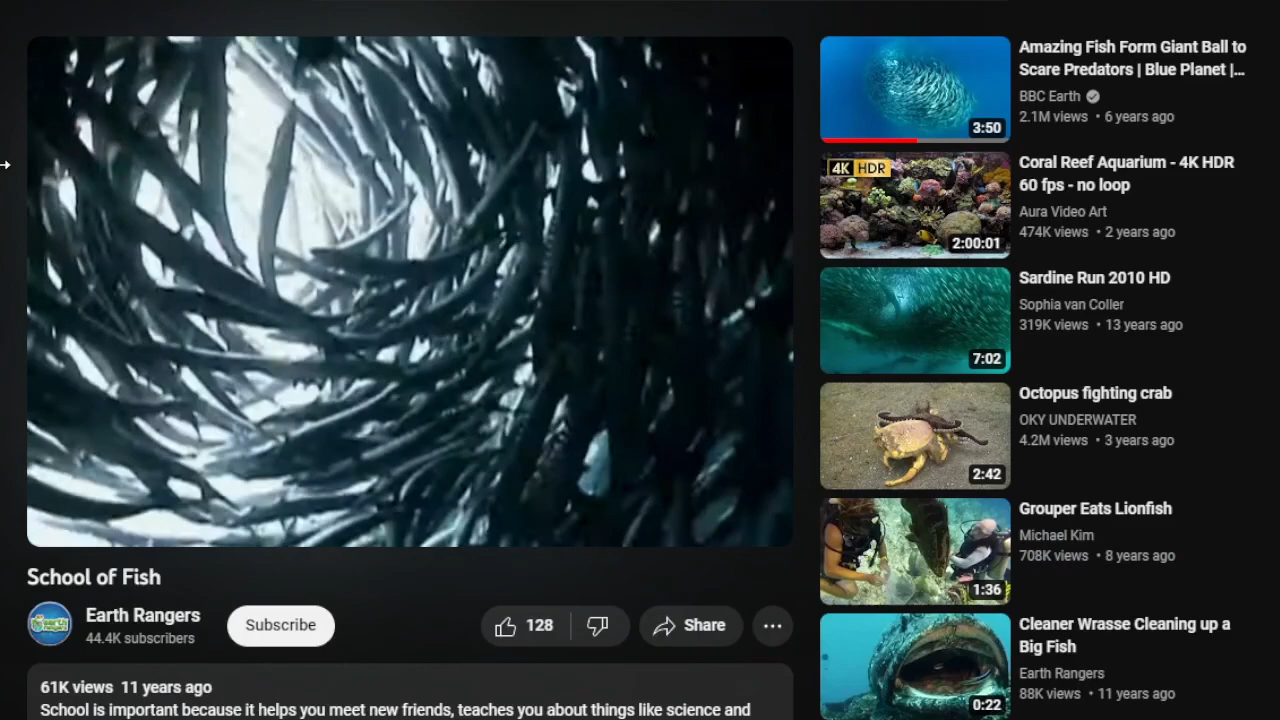 School of Fish
earth rangers
Earth Rangers
44.4K subscribers
Subscribe
128
Share
61K views 11 years ago
School is important because it helps you meet new friends, teaches you about things like science and
3:50
Amazing Fish Form Giant Ball to
Scare Predators | Blue Planet |...
BBC Earth
2.1M views • 6 years ago
4K HDR
2:00:01
Coral Reef Aquarium - 4K HDR
60 fps - no loop
Aura Video Art
474K views • 2 years ago
7:02
Sardine Run 2010 HD
Sophia van Coller
319K views • 13 years ago
2:42
Octopus fighting crab
OKY UNDERWATER
4.2M views • 3 years ago
1:36
Grouper Eats Lionfish
Michael Kim
708K views • 8 years ago
0:22
Cleaner Wrasse Cleaning up a
Big Fish
Earth Rangers
88K views • 11 years ago